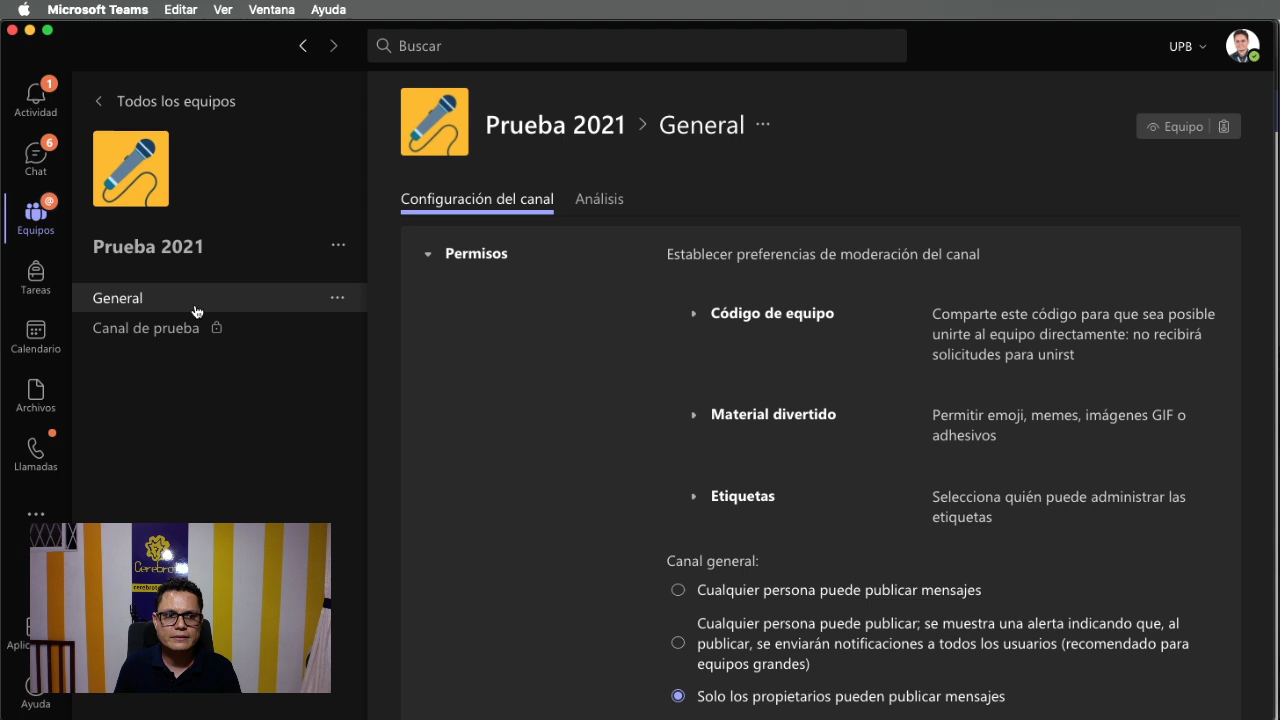 Microsoft Teams Editar Ver Ventana Ayuda
Buscar
UPB
1
Actividad
6
Chat
@
Equipos
Tareas
Calendario
Archivos
Llamadas
Ayuda
Todos los equipos
Prueba 2021
General
Canal de prueba
Prueba 2021 > General
Equipo
Configuración del canal
Análisis
Permisos
Establecer preferencias de moderación del canal
Código de equipo
Comparte este código para que sea posible
unirte al equipo directamente: no recibirá
solicitudes para unirst
Material divertido
Permitir emoji, memes, imágenes GIF o
adhesivos
Etiquetas
Selecciona quién puede administrar las
etiquetas
Canal general:
Cualquier persona puede publicar mensajes
Cualquier persona puede publicar; se muestra una alerta indicando que, al
publicar, se enviarán notificaciones a todos los usuarios (recomendado para
equipos grandes)
Solo los propietarios pueden publicar mensajes